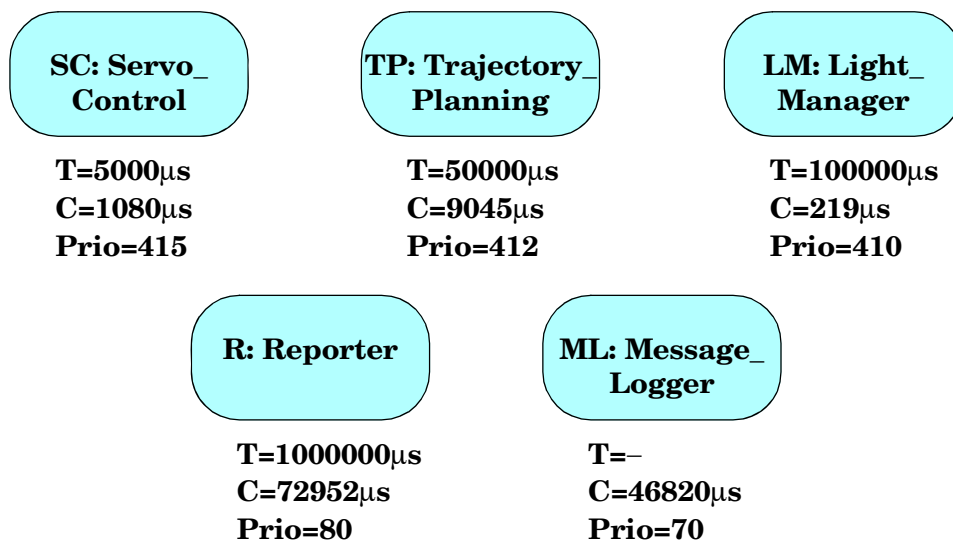 SC: Servo_
Control
T=5000μs
C=1080μs
Prio=415
TP: Trajectory_
Planning
T=50000μs
C=9045μs
Prio=412
LM: Light_
Manager
T=100000μs
C=219μs
Prio=410
R: Reporter
T=1000000μs
C=72952μs
Prio=80
ML: Message_
Logger
T=–
C=46820μs
Prio=70